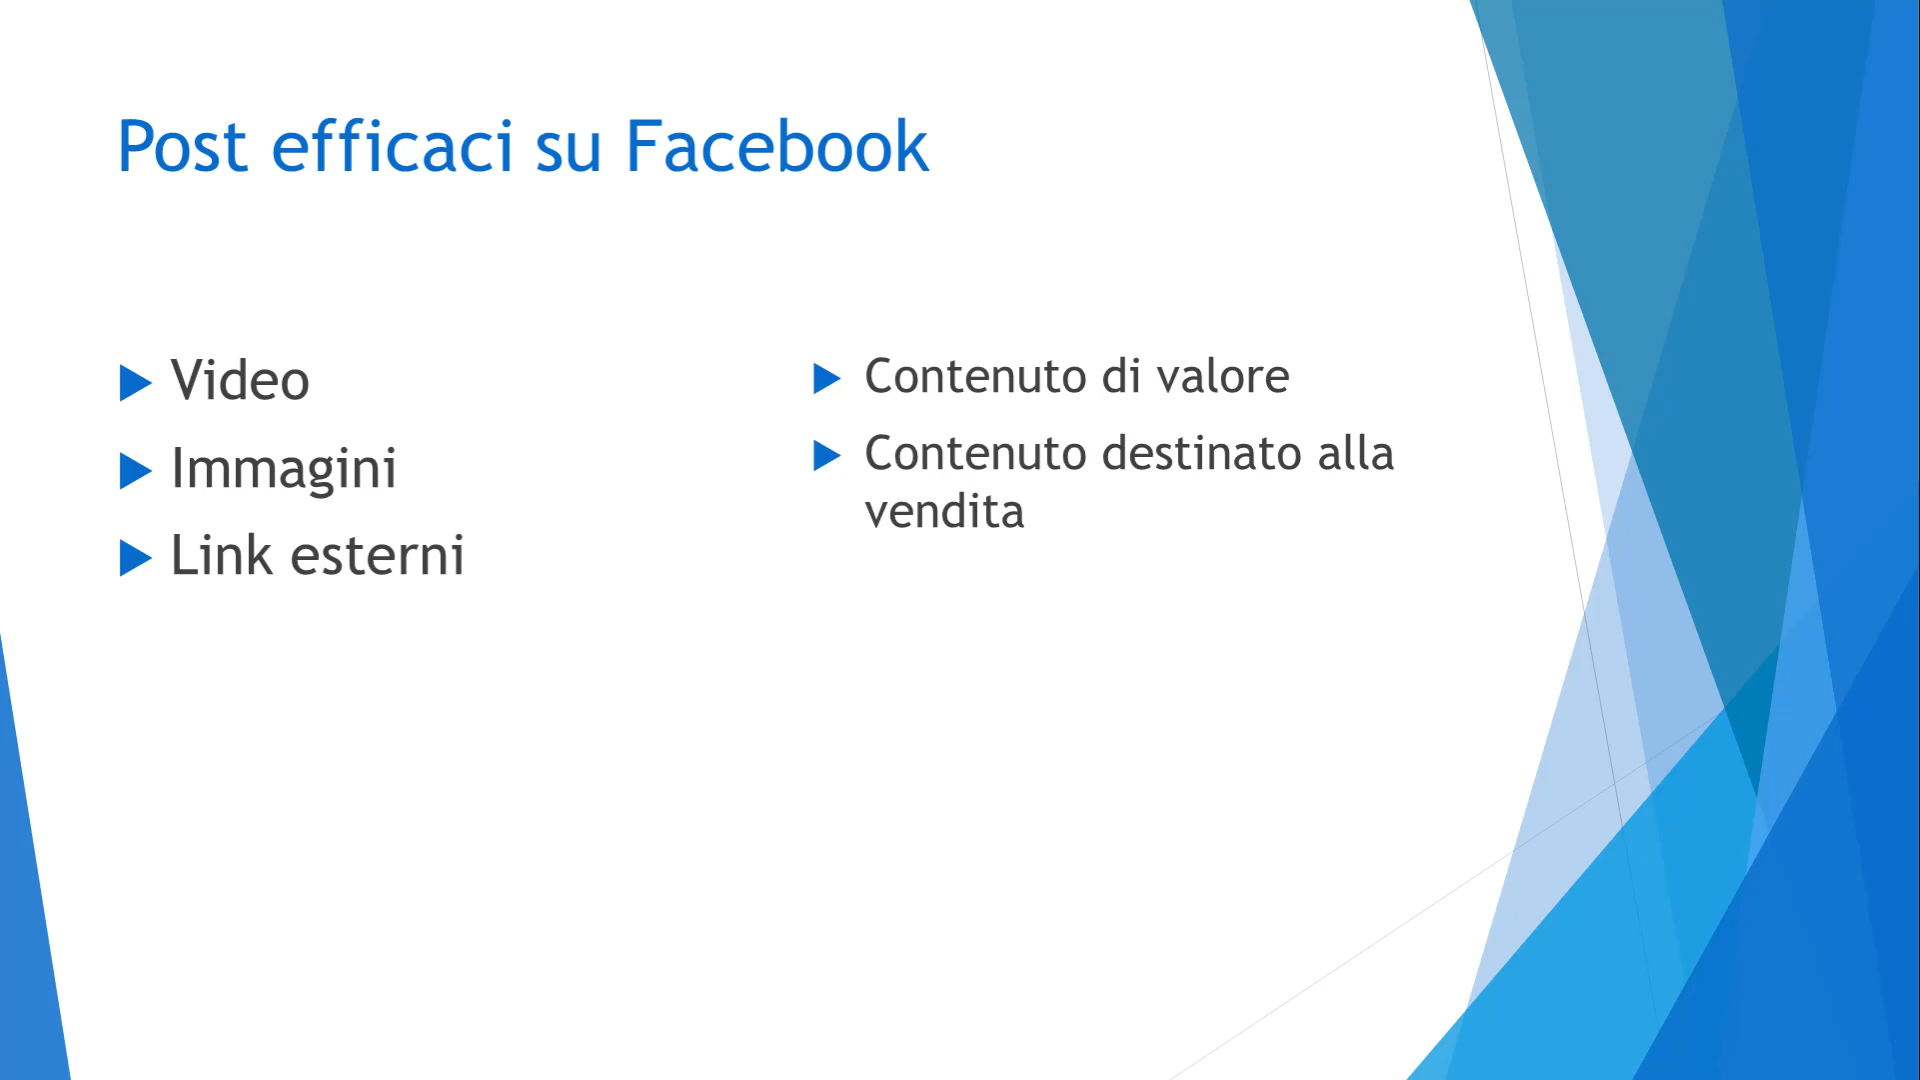 Post efficaci su Facebook
Video
Immagini
Link esterni
Contenuto di valore
Contenuto destinato alla
vendita